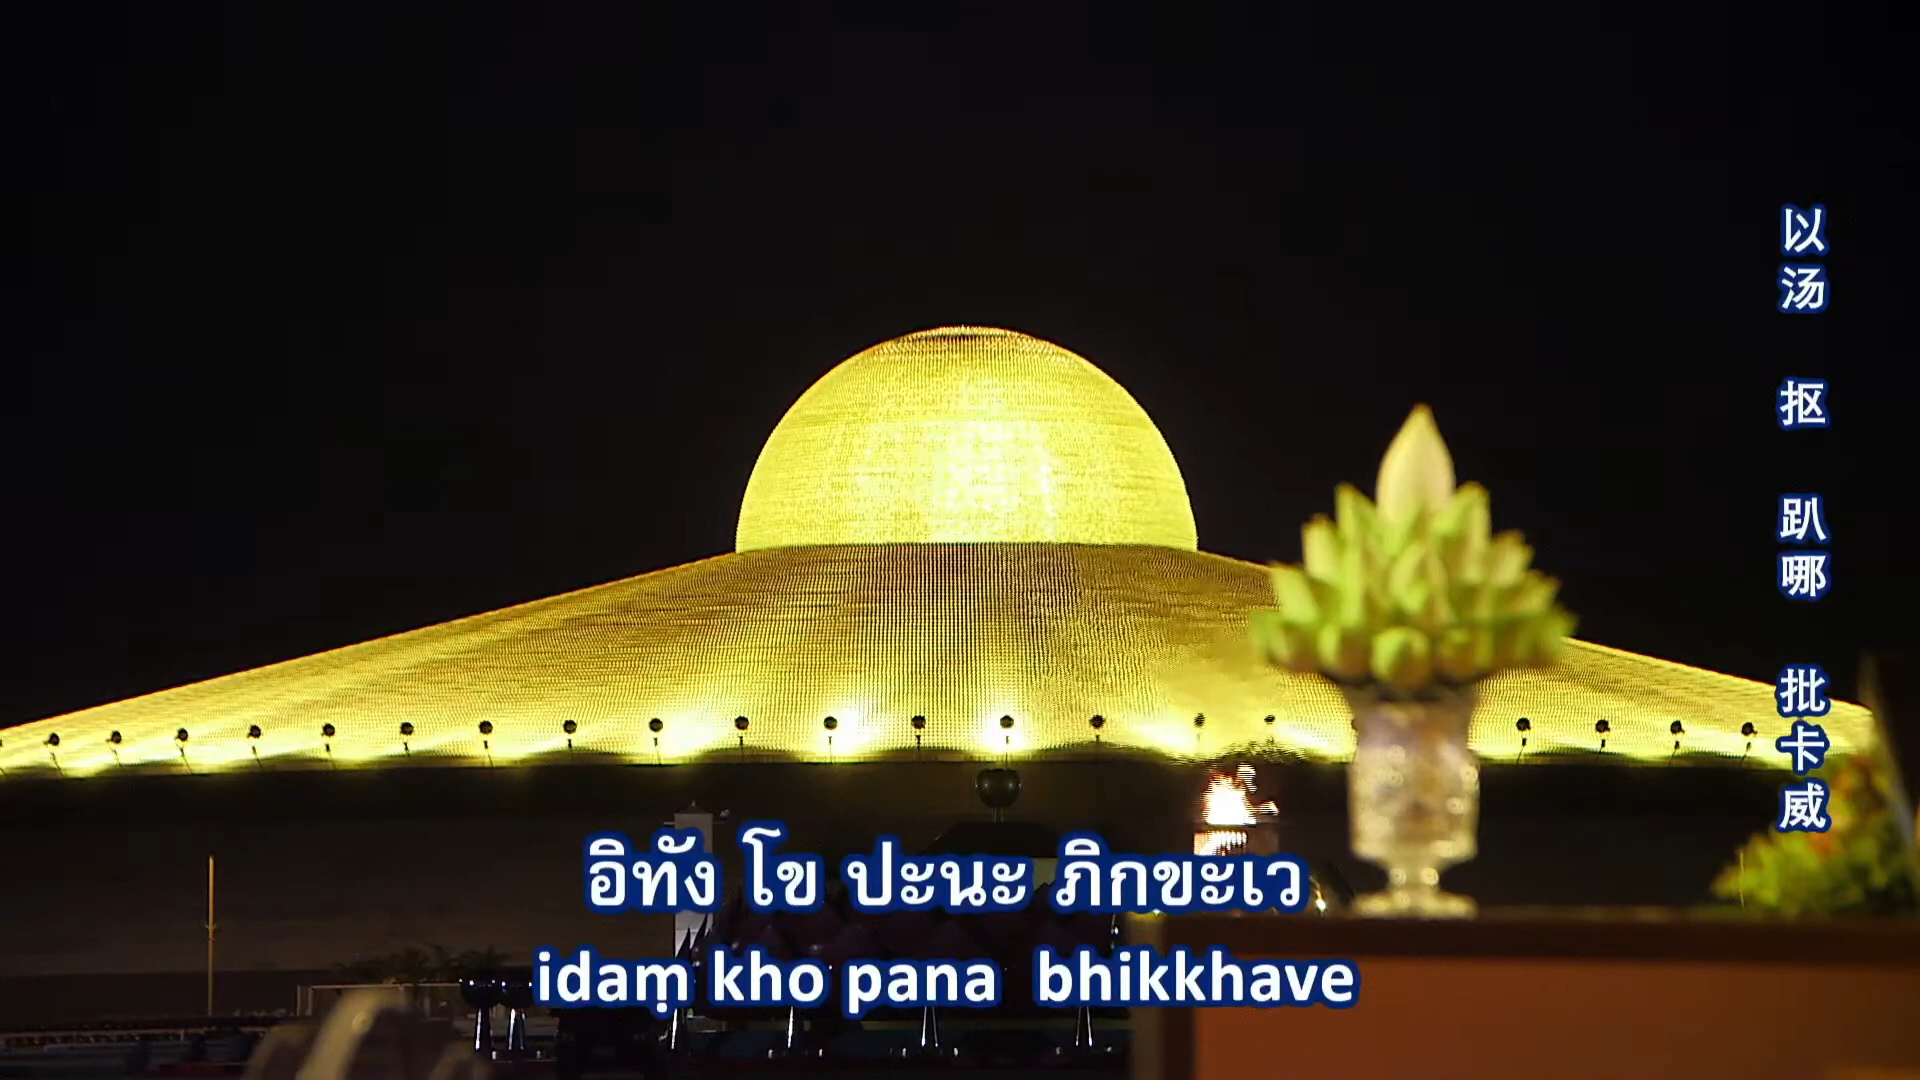 以汤 抠 趴哪 批卡威
อิทัง โข ปะนะ ภิกขะเว
idaṃ kho pana bhikkhave